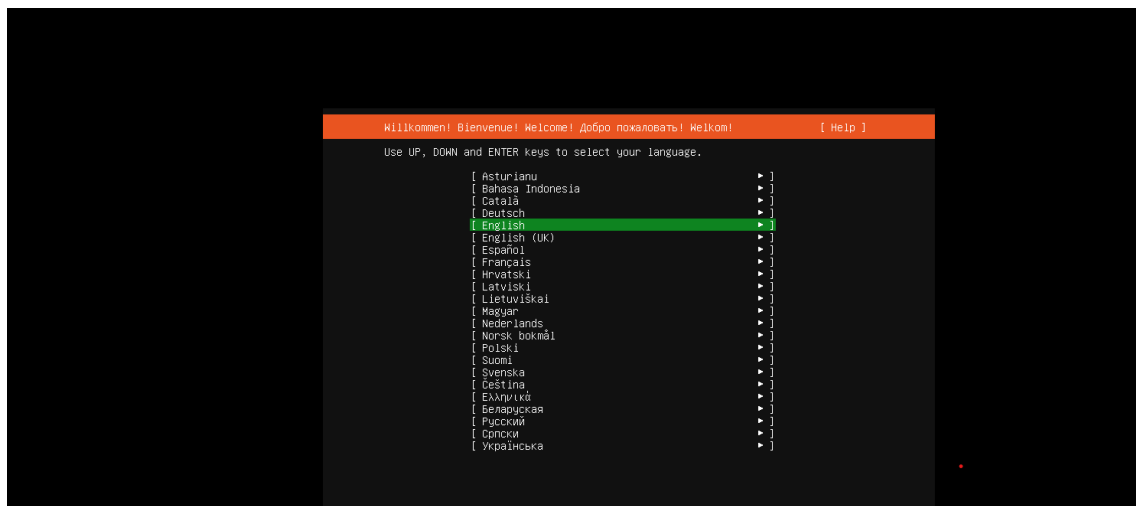 Willkommen! Bienvenue! Welcome! Добро пожаловать! Welkom! [ Help ]
Use UP, DOWN and ENTER keys to select your language.
[ Asturianu ► ]
[ Bahasa Indonesia ► ]
[ Català ► ]
[ Deutsch ► ]
[ English ► ]
[ English (UK) ► ]
[ Español ► ]
[ Français ► ]
[ Hrvatski ► ]
[ Latviski ► ]
[ Lietuviškai ► ]
[ Magyar ► ]
[ Nederlands ► ]
[ Norsk bokmål ► ]
[ Polski ► ]
[ Suomi ► ]
[ Svenska ► ]
[ Čeština ► ]
[ Ελληνικά ► ]
[ Беларуская ► ]
[ Русский ► ]
[ Српски ► ]
[ Українська ► ]